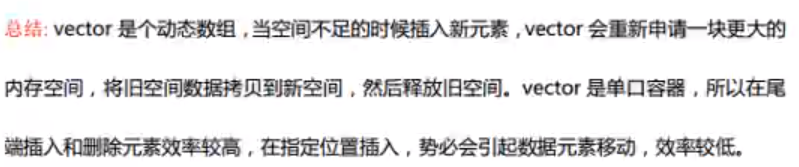 总结: vector 是个动态数组，当空间不足的时候插入新元素，vector 会重新申请一块更大的
内存空间，将旧空间数据拷贝到新空间，然后释放旧空间。vector 是单口容器，所以在尾
端插入和删除元素效率较高，在指定位置插入，势必会引起数据元素移动，效率较低。